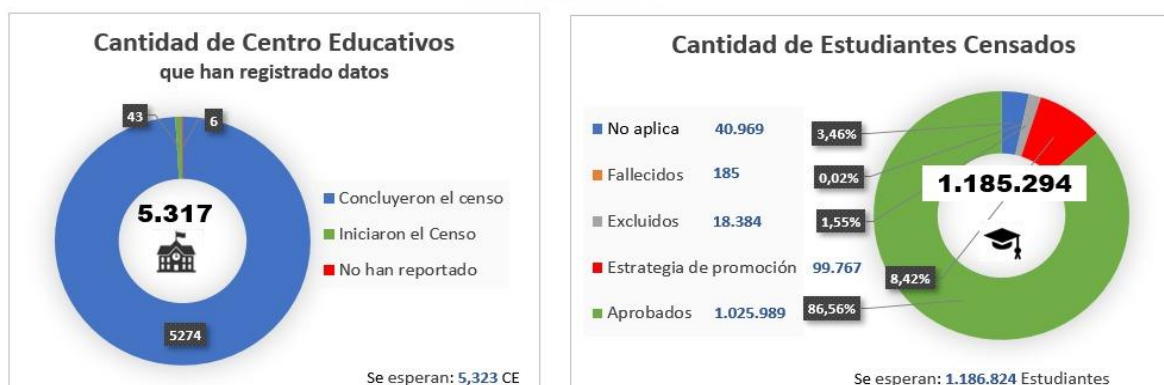 Cantidad de Centro Educativos
que han registrado datos
43
6
5.317
5274
Concluyeron el censo
Iniciaron el Censo
No han reportado
Se esperan: 5,323 CE
Cantidad de Estudiantes Censados
No aplica 40.969 3,46%
Fallecidos 185 0,02%
Excluidos 18.384 1,55%
Estrategia de promoción 99.767 8,42%
Aprobados 1.025.989 86,56%
1.185.294
Se esperan: 1.186.824 Estudiantes